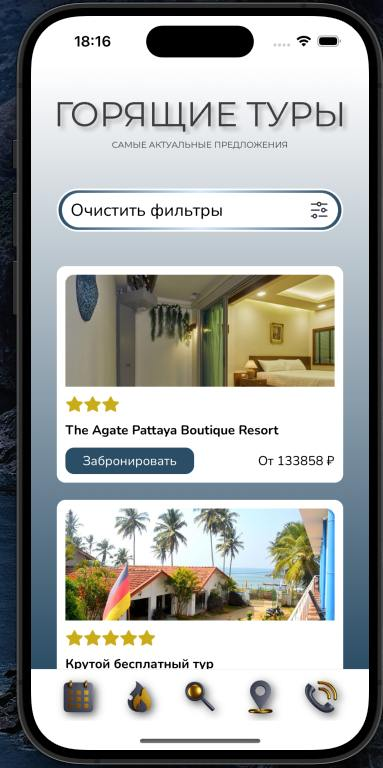 18:16
ГОРЯЩИЕ ТУРЫ
САМЫЕ АКТУАЛЬНЫЕ ПРЕДЛОЖЕНИЯ
Очистить фильтры
The Agate Pattaya Boutique Resort
Забронировать От 133858 ₽
Крутой бесплатный тур